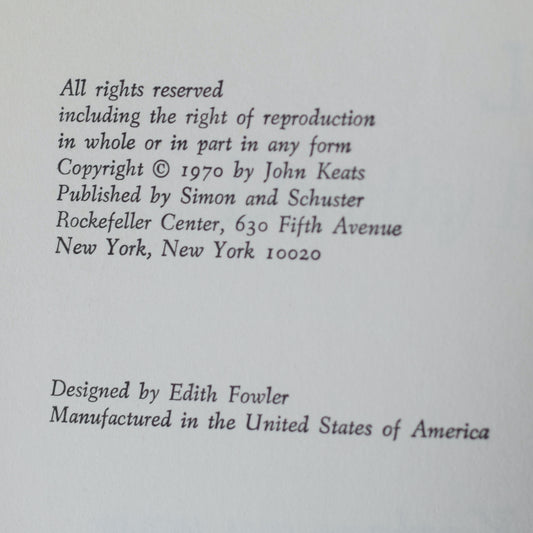 All rights reserved
including the right of reproduction
in whole or in part in any form
Copyright © 1970 by John Keats
Published by Simon and Schuster
Rockefeller Center, 630 Fifth Avenue
New York, New York 10020
Designed by Edith Fowler
Manufactured in the United States of America